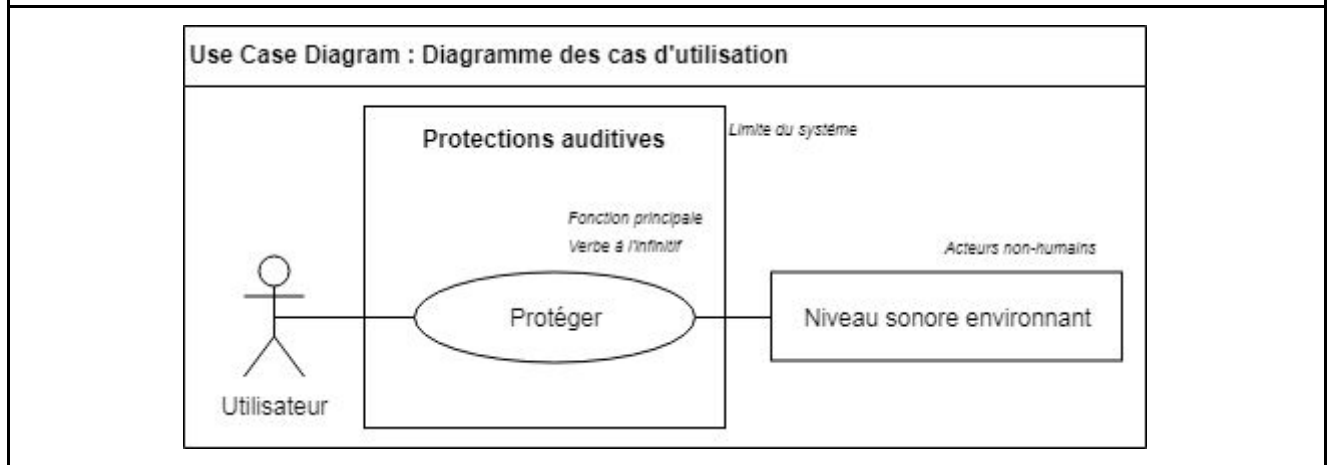 Use Case Diagram : Diagramme des cas d'utilisation
Protections auditives
Limite du systéme
Fonction principale
Verbe á l'infinitif
Acteurs non-humains
Protéger
Niveau sonore environnant
Utilisateur